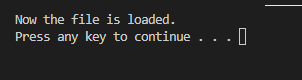 Now the file is loaded.
Press any key to continue . . .